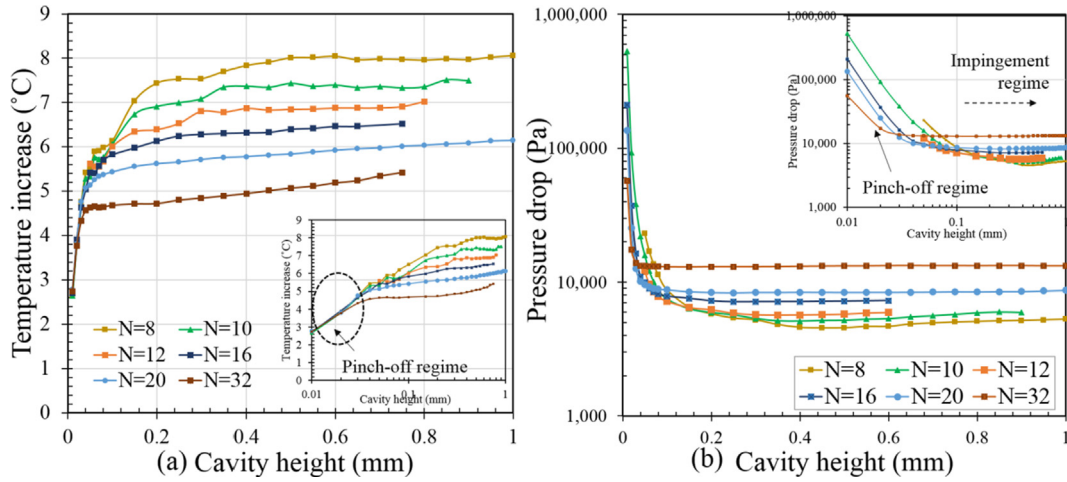 (a)
Temperature increase (˚C)
9
8
7
6
5
4
3
2
1
0
N=8
N=10
N=12
N=16
N=20
N=32
0
0.2
0.4
0.6
0.8
1
(a) Cavity height (mm)
Temperature increase (˚C)
9
8
7
6
5
4
3
2
1
0
Pinch-off regime
0.01
0.1
1
Cavity height (mm)
(b)
Pressure drop (Pa)
1,000,000
100,000
10,000
1,000
N=8
N=10
N=12
N=16
N=20
N=32
0
0.2
0.4
0.6
0.8
1
(b) Cavity height (mm)
Pressure drop (Pa)
1,000,000
100,000
10,000
1,000
Impingement
regime
Pinch-off regime
0.01
0.1
Cavity height (mm)